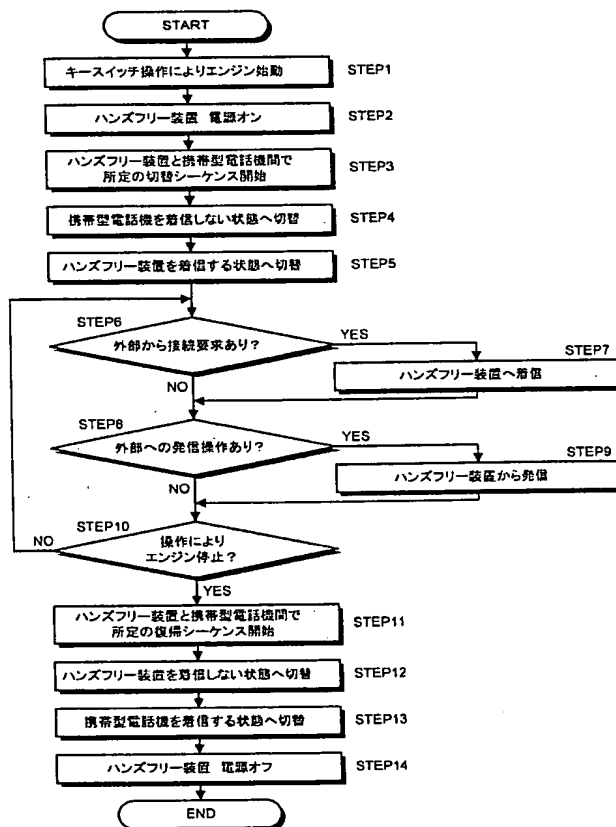 START
キースイッチ操作によりエンジン始動
STEP1
ハンズフリー装置 電源オン
STEP2
ハンズフリー装置と携帯型電話機間で
所定の切替シーケンス開始
STEP3
携帯型電話機を着信しない状態へ切替
STEP4
ハンズフリー装置を着信する状態へ切替
STEP5
STEP6
外部から接続要求あり?
YES
STEP7
ハンズフリー装置へ着信
NO
STEP8
外部への発信操作あり?
YES
STEP9
ハンズフリー装置から発信
NO
STEP10
操作により
エンジン停止?
NO
YES
ハンズフリー装置と携帯型電話機間で
所定の復帰シーケンス開始
STEP11
ハンズフリー装置を着信しない状態へ切替
STEP12
携帯型電話機を着信する状態へ切替
STEP13
ハンズフリー装置 電源オフ
STEP14
END